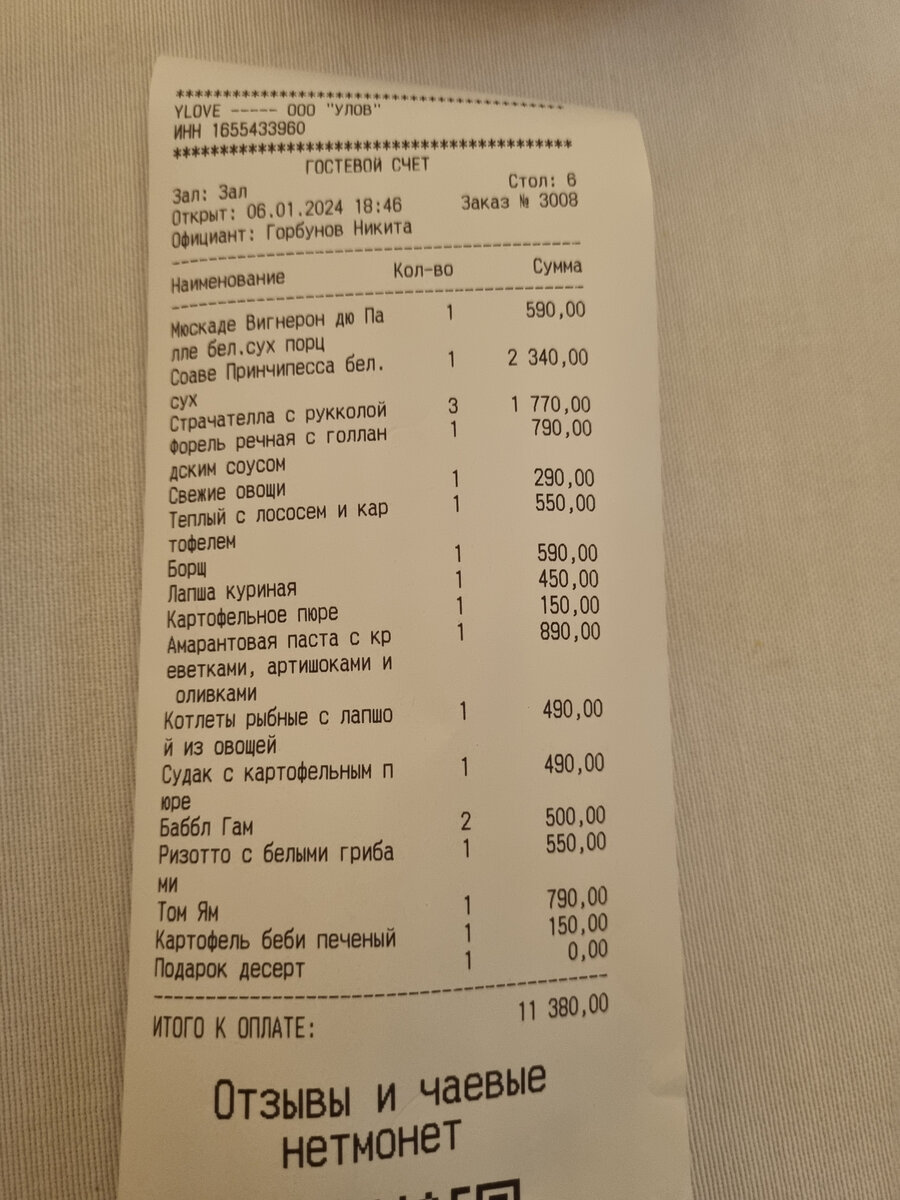 ******************************************
YLOVE ----- ООО "УЛОВ"
ИНН 1655433960
******************************************
ГОСТЕВОЙ СЧЕТ
Зал: Зал Стол: 6
Открыт: 06.01.2024 18:46 Заказ № 3008
Официант: Горбунов Никита
------------------------------------------
Наименование Кол-во Сумма
------------------------------------------
Мюскаде Вигнерон дю Па 1 590,00
лле бел.сух порц
Соаве Принчипесса бел. 1 2 340,00
сух
Страчателла с рукколой 3 1 770,00
Форель речная с голлан 1 790,00
дским соусом
Свежие овощи 1 290,00
Теплый с лососем и кар 1 550,00
тофелем
Борщ 1 590,00
Лапша куриная 1 450,00
Картофельное пюре 1 150,00
Амарантовая паста с кр 1 890,00
еветками, артишоками и
оливками
Котлеты рыбные с лапшо 1 490,00
й из овощей
Судак с картофельным п 1 490,00
юре
Баббл Гам 2 500,00
Ризотто с белыми гриба 1 550,00
ми
Том Ям 1 790,00
Картофель беби печеный 1 150,00
Подарок десерт 1 0,00
------------------------------------------
ИТОГО К ОПЛАТЕ: 11 380,00
Отзывы и чаевые
нетмонет